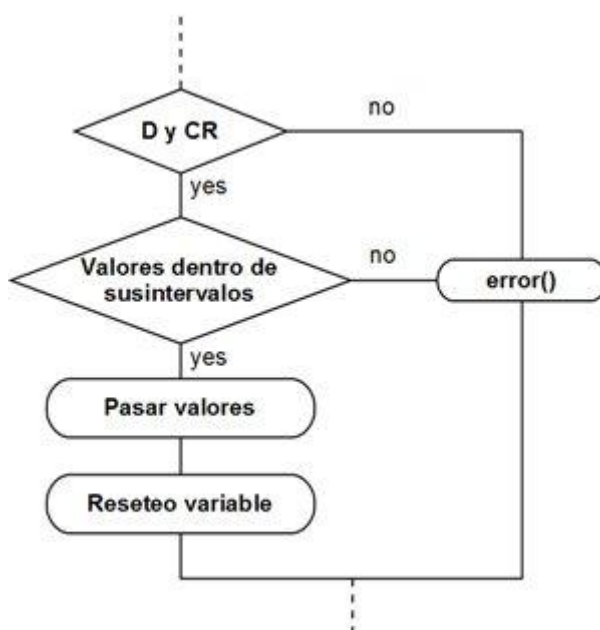 D y CR
no
yes
Valores dentro de
susintervalos
no
error()
yes
Pasar valores
Reseteo variable